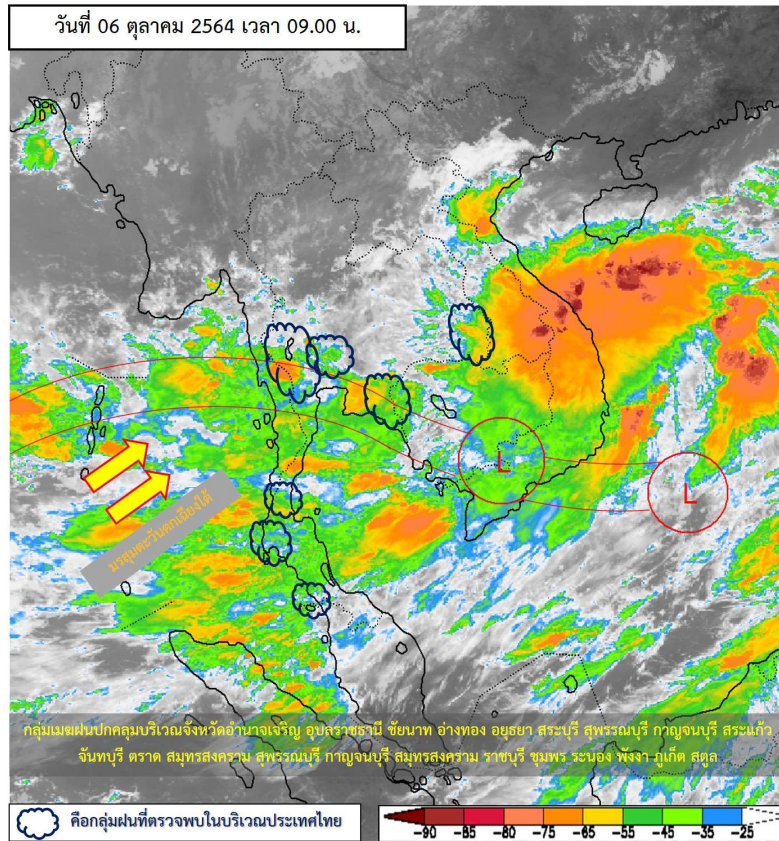 วันที่ 06 ตุลาคม 2564 เวลา 09.00 น.
L
L
มรสุมตะวันตกเฉียงใต้
กลุ่มเมฆฝนปกคลุมบริเวณจังหวัดอำนาจเจริญ อุบลราชธานี ชัยนาท อ่างทอง อยุธยา สระบุรี สุพรรณบุรี กาญจนบุรี สระแก้ว
จันทบุรี ตราด สมุทรสงคราม สุพรรณบุรี กาญจนบุรี สมุทรสงคราม ราชบุรี ชุมพร ระนอง พังงา ภูเก็ต สตูล
คือกลุ่มฝนที่ตรวจพบในบริเวณประเทศไทย
-90 -85 -80 -75 -65 -55 -45 -35 -25